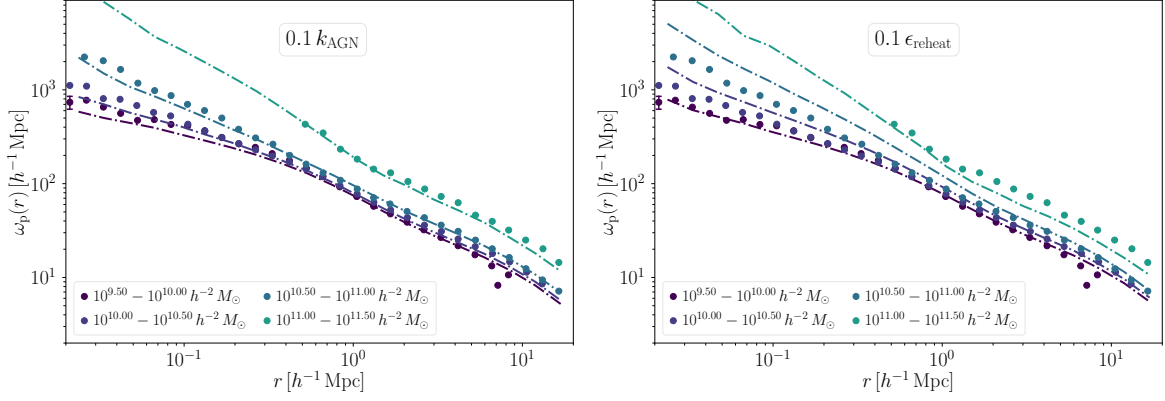 0.1 k_AGN
10^3
10^2
10^1
ω_p(r) [h^−1 Mpc]
10^9.50 − 10^10.00 h^−2 M_⊙
10^10.00 − 10^10.50 h^−2 M_⊙
10^10.50 − 10^11.00 h^−2 M_⊙
10^11.00 − 10^11.50 h^−2 M_⊙
10^−1
10^0
10^1
r [h^−1 Mpc]
0.1 ϵ_reheat
10^3
10^2
10^1
ω_p(r) [h^−1 Mpc]
10^9.50 − 10^10.00 h^−2 M_⊙
10^10.00 − 10^10.50 h^−2 M_⊙
10^10.50 − 10^11.00 h^−2 M_⊙
10^11.00 − 10^11.50 h^−2 M_⊙
10^−1
10^0
10^1
r [h^−1 Mpc]